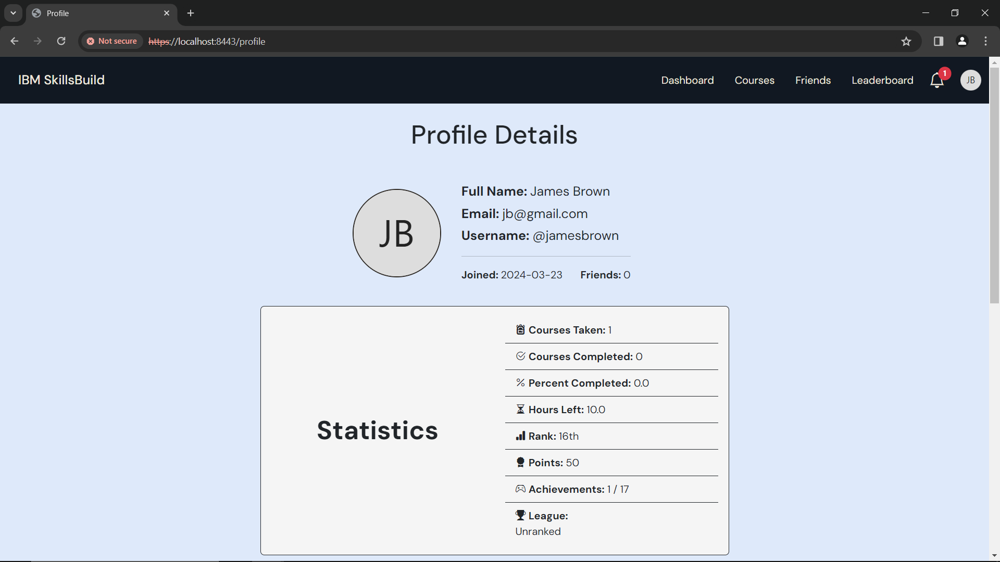 Profile
Not secure https://localhost:8443/profile
IBM SkillsBuild
Dashboard Courses Friends Leaderboard 1 JB
Profile Details
JB
Full Name: James Brown
Email: jb@gmail.com
Username: @jamesbrown
Joined: 2024-03-23 Friends: 0
Statistics
Courses Taken: 1
Courses Completed: 0
Percent Completed: 0.0
Hours Left: 10.0
Rank: 16th
Points: 50
Achievements: 1 / 17
League:
Unranked